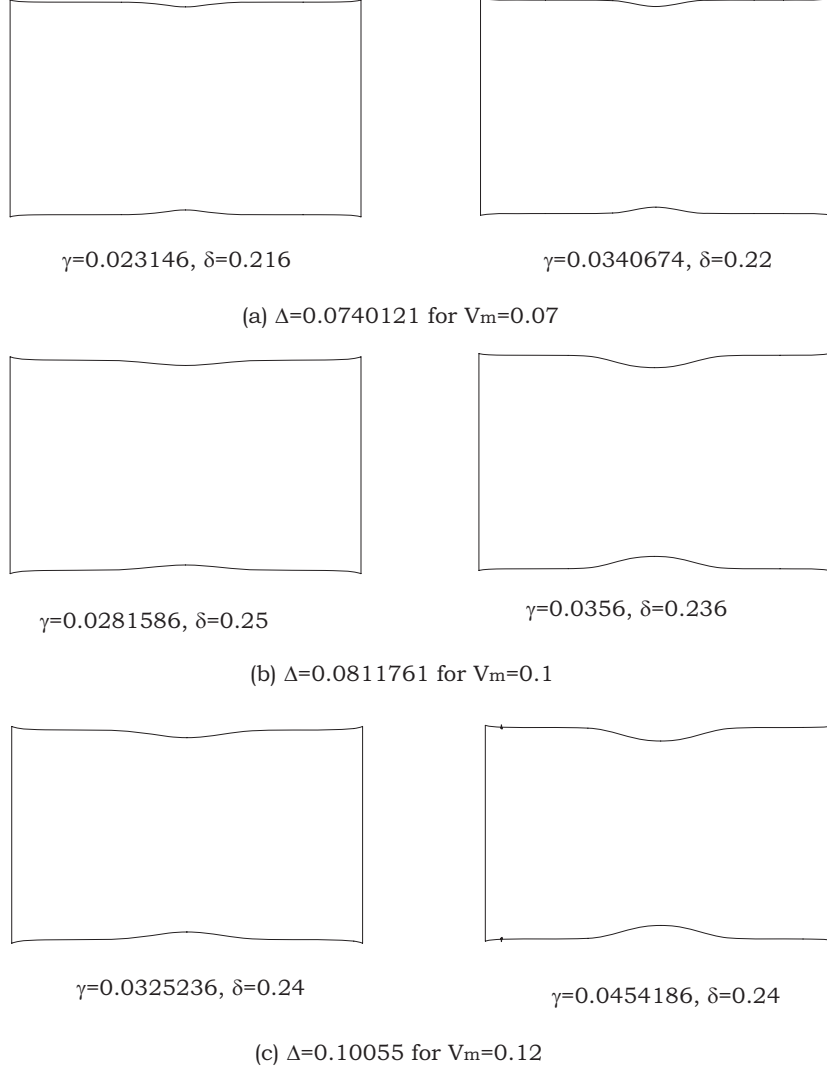 γ=0.023146, δ=0.216
γ=0.0340674, δ=0.22
(a) Δ=0.0740121 for Vm=0.07
γ=0.0281586, δ=0.25
γ=0.0356, δ=0.236
(b) Δ=0.0811761 for Vm=0.1
γ=0.0325236, δ=0.24
γ=0.0454186, δ=0.24
(c) Δ=0.10055 for Vm=0.12